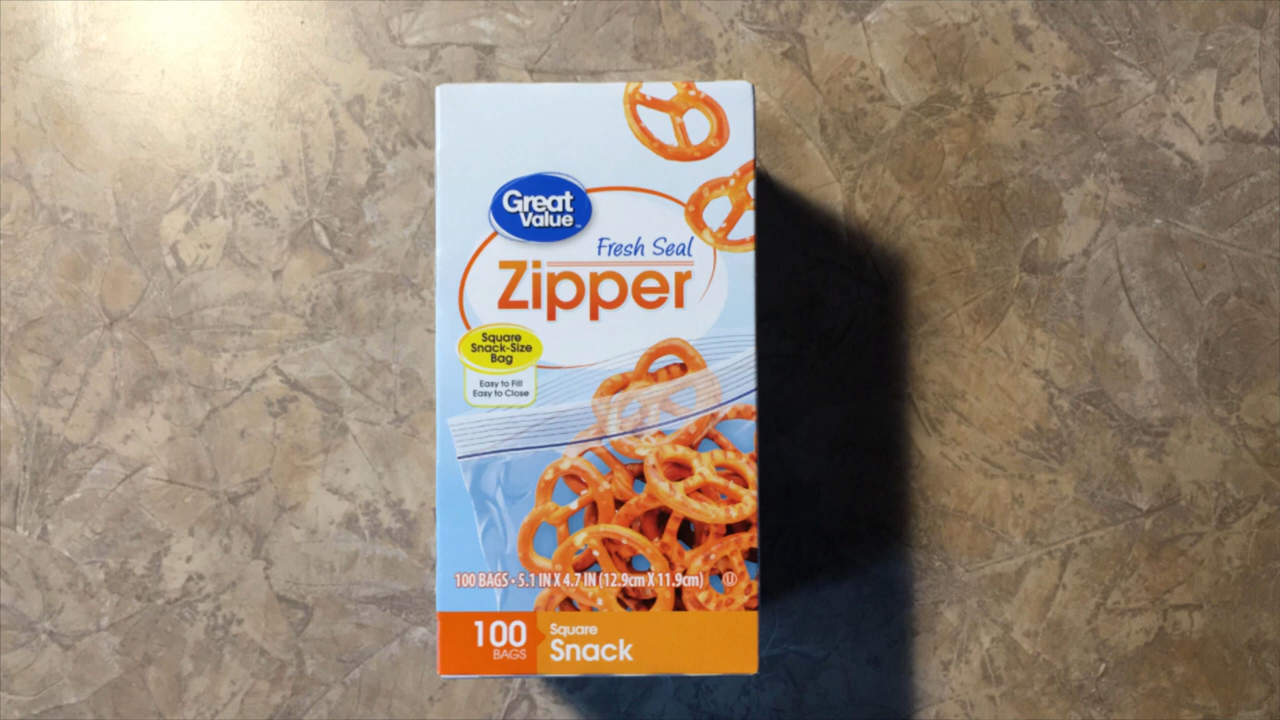 Great
Value™
Fresh Seal
Zipper
Square
Snack-Size
Bag
Easy to Fill
Easy to Close
100 BAGS • 5.1 IN X 4.7 IN (12.9cm X 11.9cm) U
100
BAGS
Square
Snack